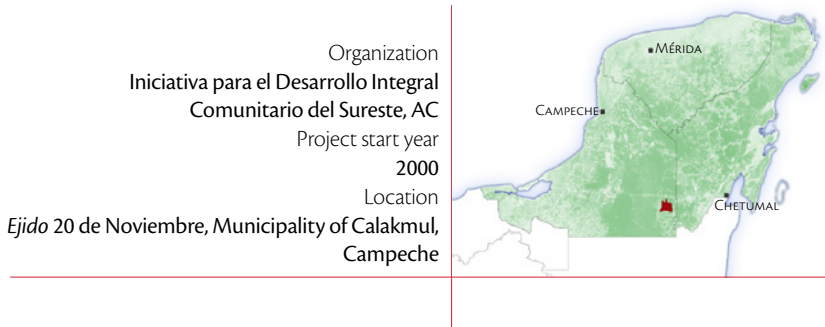 Organization
Iniciativa para el Desarrollo Integral
Comunitario del Sureste, AC
Project start year
2000
Location
Ejido 20 de Noviembre, Municipality of Calakmul,
Campeche
Mérida
Campeche
Chetumal